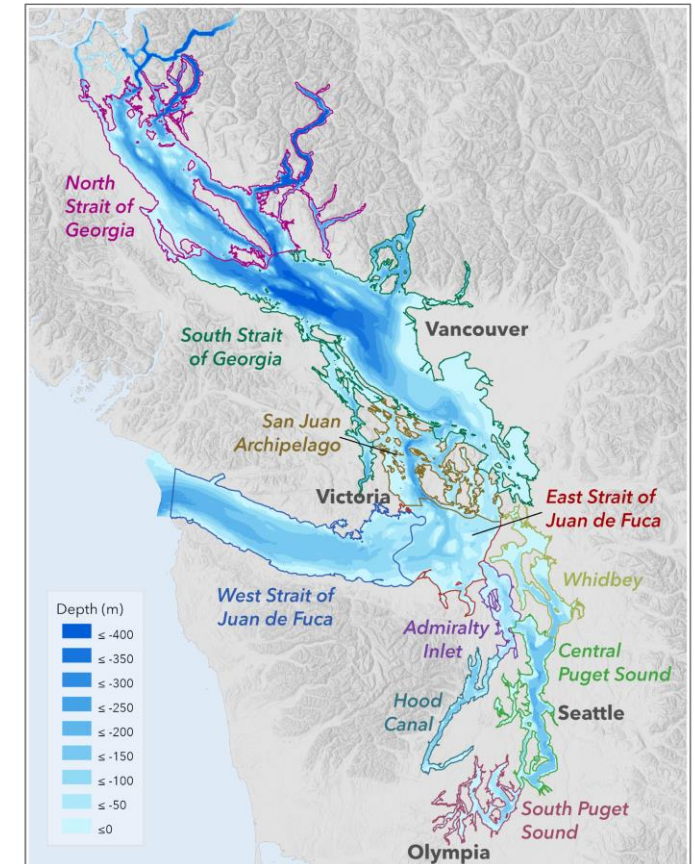 North
Strait of
Georgia
Vancouver
South Strait
of Georgia
San Juan
Archipelago
Victoria
East Strait of
Juan de Fuca
West Strait of
Juan de Fuca
Whidbey
Admiralty
Inlet
Central
Puget Sound
Hood
Canal
Seattle
South Puget
Sound
Olympia
Depth (m)
≤ -400
≤ -350
≤ -300
≤ -250
≤ -200
≤ -150
≤ -100
≤ -50
≤0